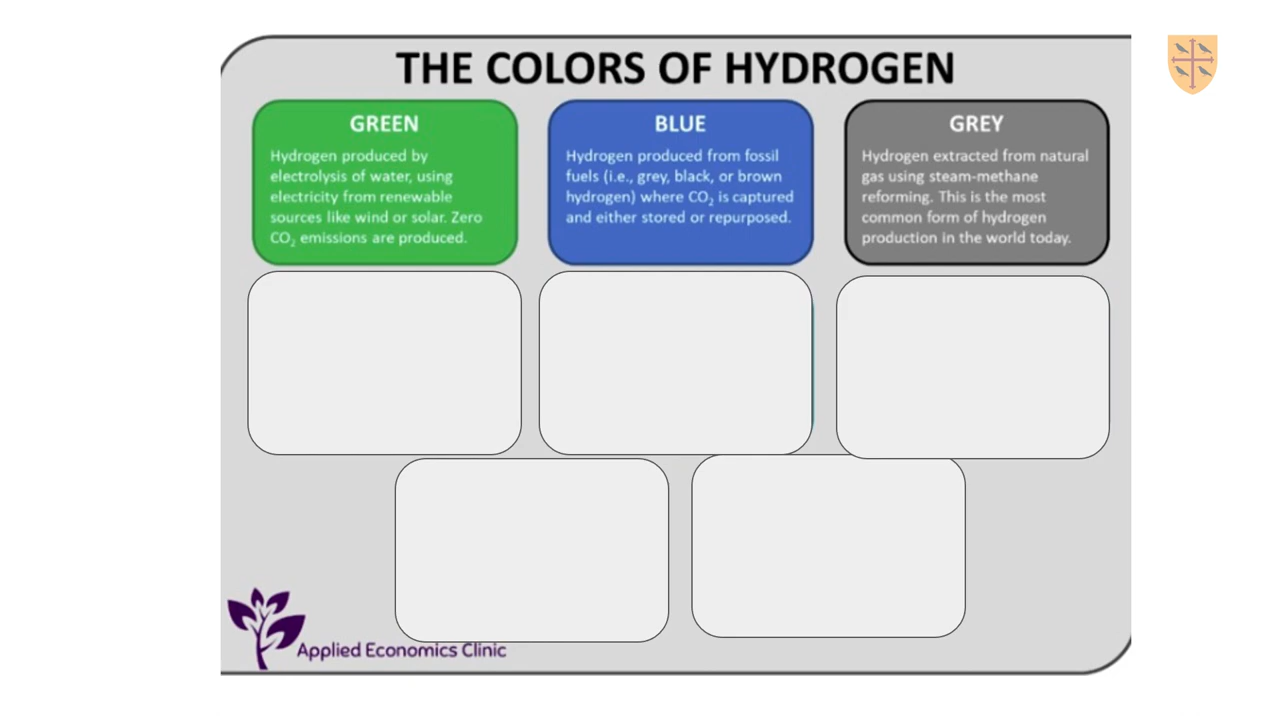 THE COLORS OF HYDROGEN
GREEN
Hydrogen produced by
electrolysis of water, using
electricity from renewable
sources like wind or solar. Zero
CO₂ emissions are produced.
BLUE
Hydrogen produced from fossil
fuels (i.e., grey, black, or brown
hydrogen) where CO₂ is captured
and either stored or repurposed.
GREY
Hydrogen extracted from natural
gas using steam-methane
reforming. This is the most
common form of hydrogen
production in the world today.
Applied Economics Clinic